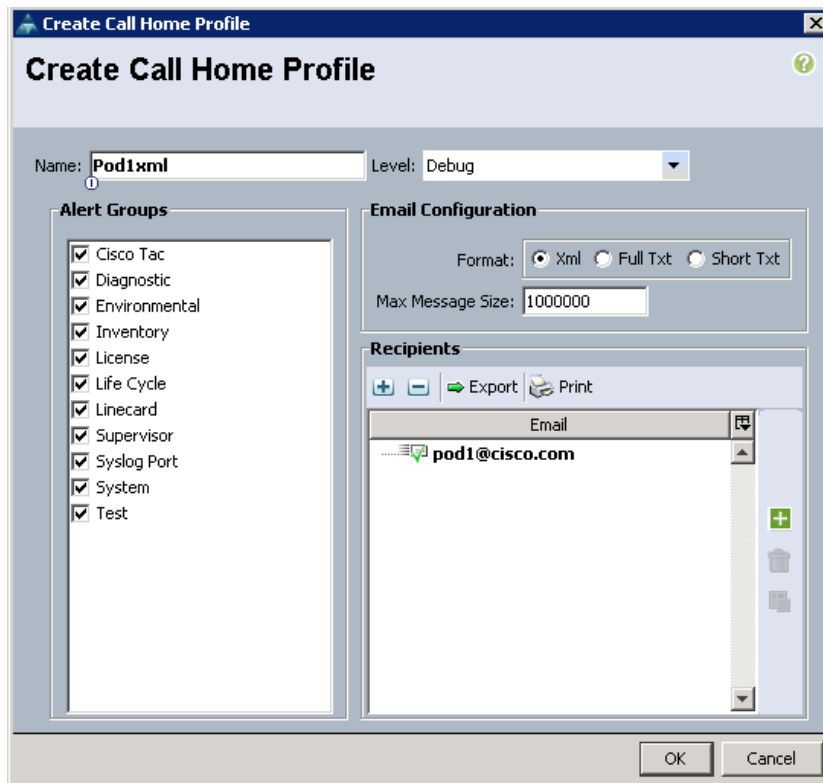 Create Call Home Profile
Create Call Home Profile
Name: Pod1xml Level: Debug
Alert Groups
Cisco Tac
Diagnostic
Environmental
Inventory
License
Life Cycle
Linecard
Supervisor
Syslog Port
System
Test
Email Configuration
Format: Xml Full Txt Short Txt
Max Message Size: 1000000
Recipients
Export Print
Email
pod1@cisco.com
OK Cancel